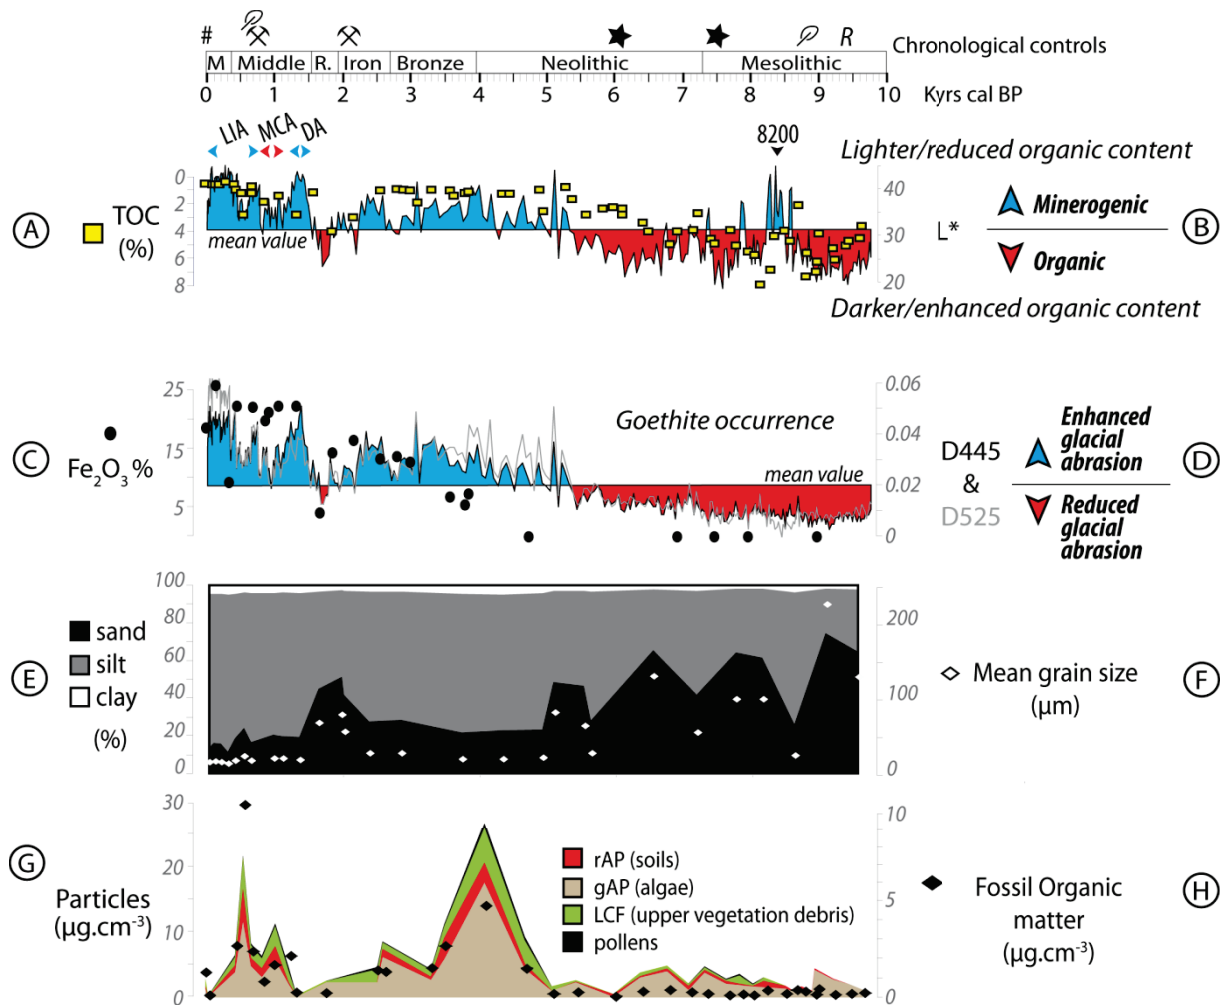 # R Chronological controls
M Middle R. Iron Bronze Neolithic Mesolithic
0 1 2 3 4 5 6 7 8 9 10 Kyrs cal BP
LIA MCA DA 8200
Lighter/reduced organic content
A TOC
(%)
0
2
4
6
8
mean value
40
30
20
L*
Minerogenic
Organic
B
Darker/enhanced organic content
C Fe2O3%
25
15
5
Goethite occurrence
mean value
0.06
0.04
0.02
0
D445
&
D525
Enhanced
glacial
abrasion
Reduced
glacial
abrasion
D
E
sand
silt
clay
(%)
100
80
60
40
20
0
200
100
0
Mean grain size
(µm)
F
G
Particles
(µg.cm-3)
30
20
10
0
rAP (soils)
gAP (algae)
LCF (upper vegetation debris)
pollens
10
5
5
0
Fossil Organic
matter
(µg.cm-3)
H